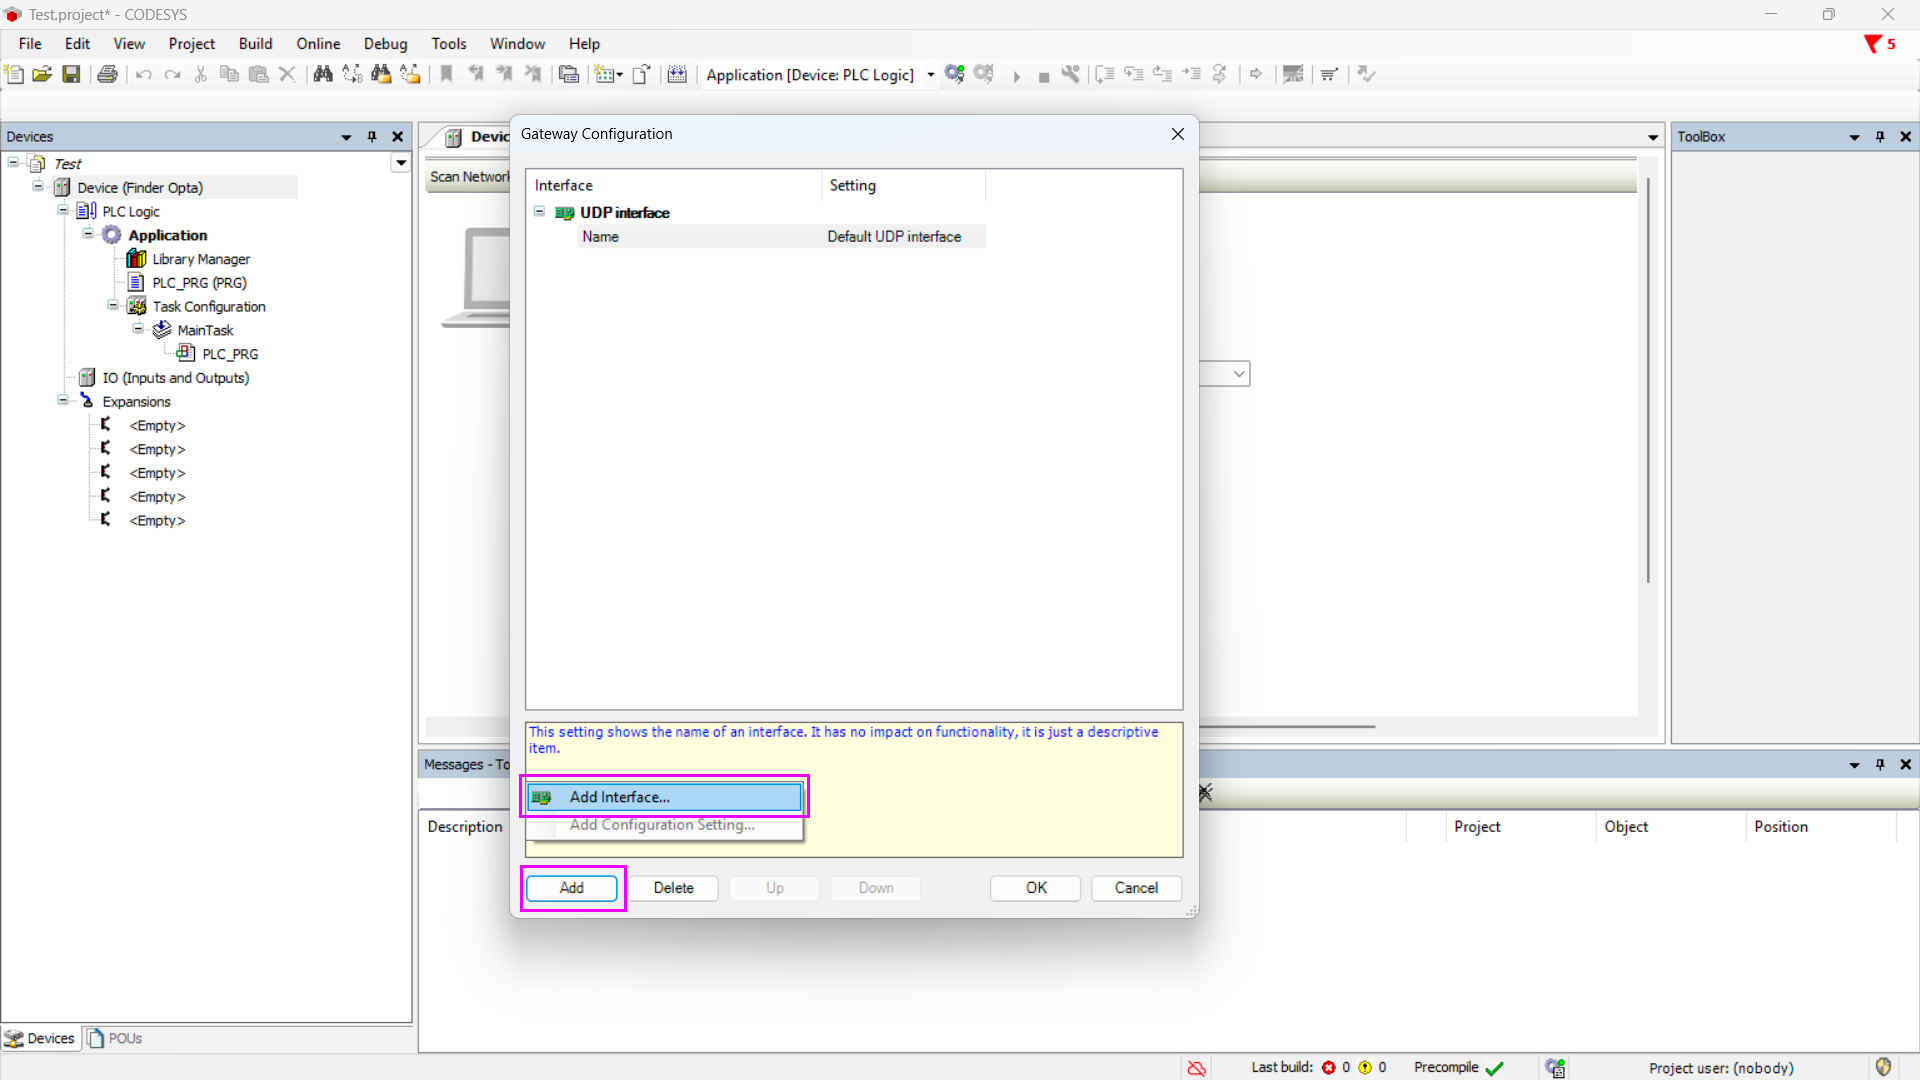 Test.project* - CODESYS
File Edit View Project Build Online Debug Tools Window Help
5
Application [Device: PLC Logic]
Devices
Test
Device (Finder Opta)
PLC Logic
Application
Library Manager
PLC_PRG (PRG)
Task Configuration
MainTask
PLC_PRG
IO (Inputs and Outputs)
Expansions
<Empty>
<Empty>
<Empty>
<Empty>
<Empty>
Devices
POUs
Scan Network
Gateway Configuration
Interface Setting
UDP interface
Name Default UDP interface
This setting shows the name of an interface. It has no impact on functionality, it is just a descriptive
item.
Add Interface...
Add Configuration Setting...
Add Delete Up Down OK Cancel
ToolBox
Messages - To
Description Project Object Position
Last build: 0 0 Precompile Project user: (nobody)